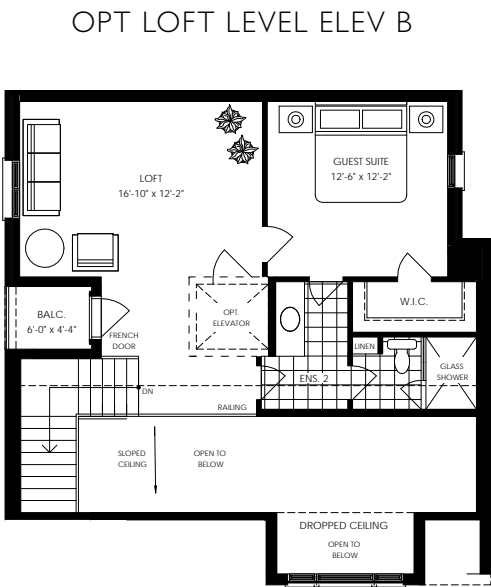 OPT LOFT LEVEL ELEV B
LOFT
16'-10" x 12'-2"
GUEST SUITE
12'-6" x 12'-2"
W.I.C.
BALC.
6'-0" x 4'-4"
OPT.
ELEVATOR
FRENCH
DOOR
LINEN
GLASS
SHOWER
ENS. 2
DN
RAILING
SLOPED
CEILING
OPEN TO
BELOW
DROPPED CEILING
OPEN TO
BELOW